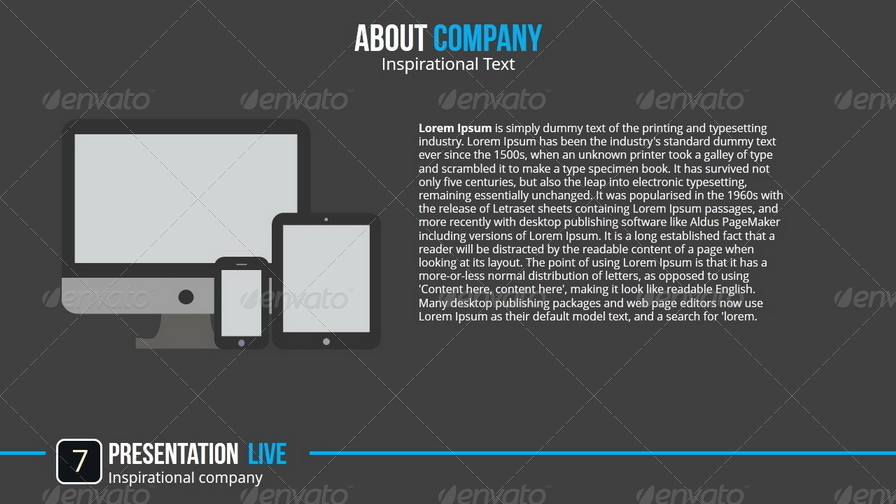 ABOUT COMPANY
Inspirational Text
Lorem Ipsum is simply dummy text of the printing and typesetting
industry. Lorem Ipsum has been the industry's standard dummy text
ever since the 1500s, when an unknown printer took a galley of type
and scrambled it to make a type specimen book. It has survived not
only five centuries, but also the leap into electronic typesetting,
remaining essentially unchanged. It was popularised in the 1960s with
the release of Letraset sheets containing Lorem Ipsum passages, and
more recently with desktop publishing software like Aldus PageMaker
including versions of Lorem Ipsum. It is a long established fact that a
reader will be distracted by the readable content of a page when
looking at its layout. The point of using Lorem Ipsum is that it has a
more-or-less normal distribution of letters, as opposed to using
'Content here, content here', making it look like readable English.
Many desktop publishing packages and web page editors now use
Lorem Ipsum as their default model text, and a search for 'lorem.
7
PRESENTATION LIVE
Inspirational company
envato envato envato envato envato
envato envato envato envato envato
envato envato envato envato envato